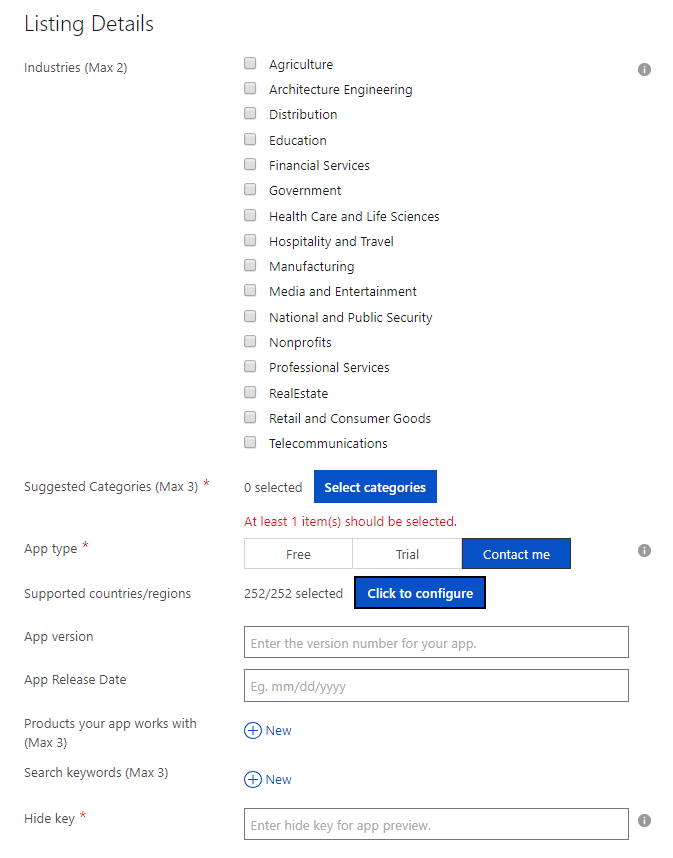 Listing Details
Industries (Max 2)
Agriculture
Architecture Engineering
Distribution
Education
Financial Services
Government
Health Care and Life Sciences
Hospitality and Travel
Manufacturing
Media and Entertainment
National and Public Security
Nonprofits
Professional Services
RealEstate
Retail and Consumer Goods
Telecommunications
Suggested Categories (Max 3) * 0 selected Select categories
At least 1 item(s) should be selected.
App type * Free Trial Contact me
Supported countries/regions 252/252 selected Click to configure
App version Enter the version number for your app.
App Release Date Eg. mm/dd/yyyy
Products your app works with
(Max 3)
New
Search keywords (Max 3) New
Hide key * Enter hide key for app preview.